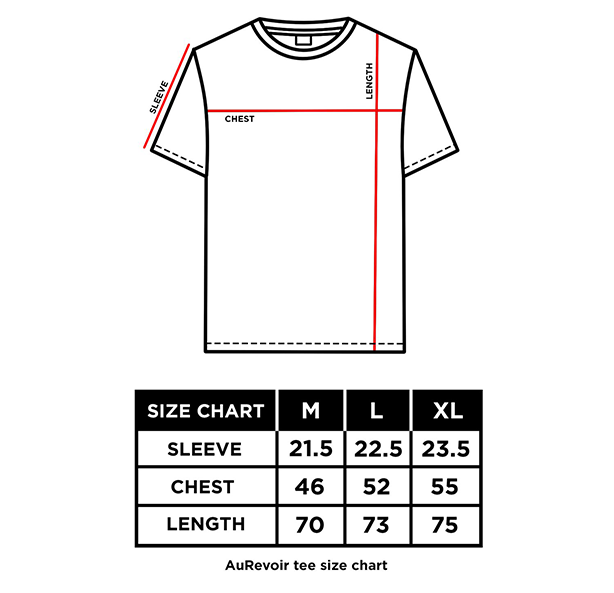 SLEEVE
LENGTH
CHEST
SIZE CHART M L XL
SLEEVE 21.5 22.5 23.5
CHEST 46 52 55
LENGTH 70 73 75
AuRevoir tee size chart